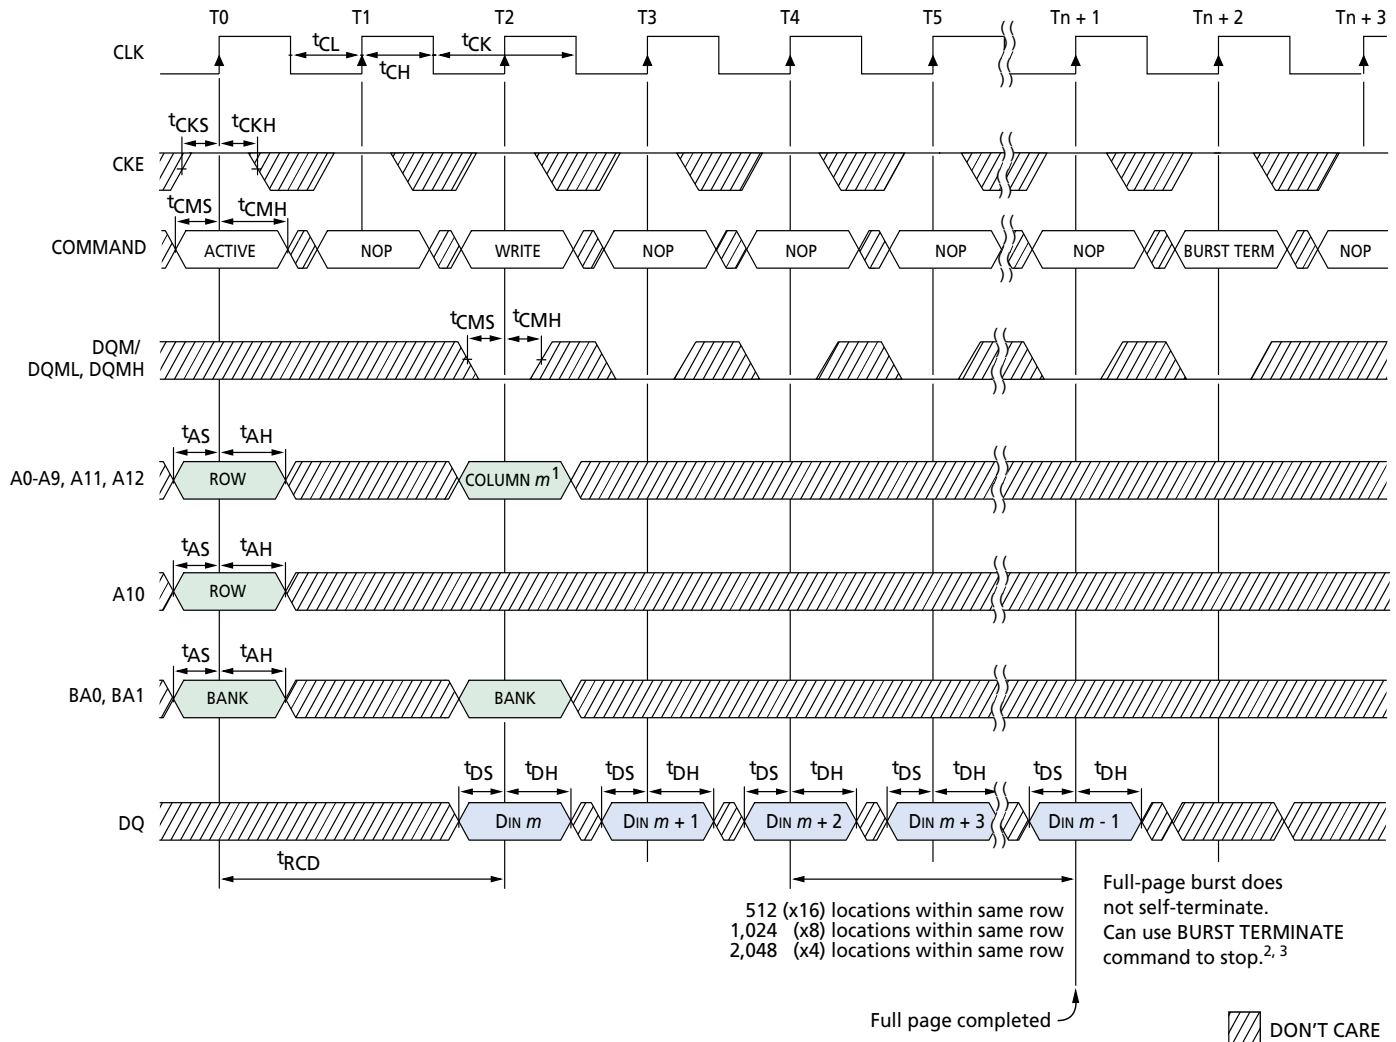 T0 T1 T2 T3 T4 T5 Tn + 1 Tn + 2 Tn + 3
CLK
tCL tCK
tCH
tCKS tCKH
CKE
tCMS tCMH
COMMAND ACTIVE NOP WRITE NOP NOP NOP NOP BURST TERM NOP
tCMS tCMH
DQM/
DQML, DQMH
tAS tAH
A0-A9, A11, A12 ROW COLUMN m1
tAS tAH
A10 ROW
tAS tAH
BA0, BA1 BANK BANK
tDS tDH tDS tDH tDS tDH tDS tDH tDS tDH
DQ DIN m DIN m + 1 DIN m + 2 DIN m + 3 DIN m - 1
tRCD
512 (x16) locations within same row
1,024 (x8) locations within same row
2,048 (x4) locations within same row
Full-page burst does
not self-terminate.
Can use BURST TERMINATE
command to stop.2, 3
Full page completed
DON'T CARE